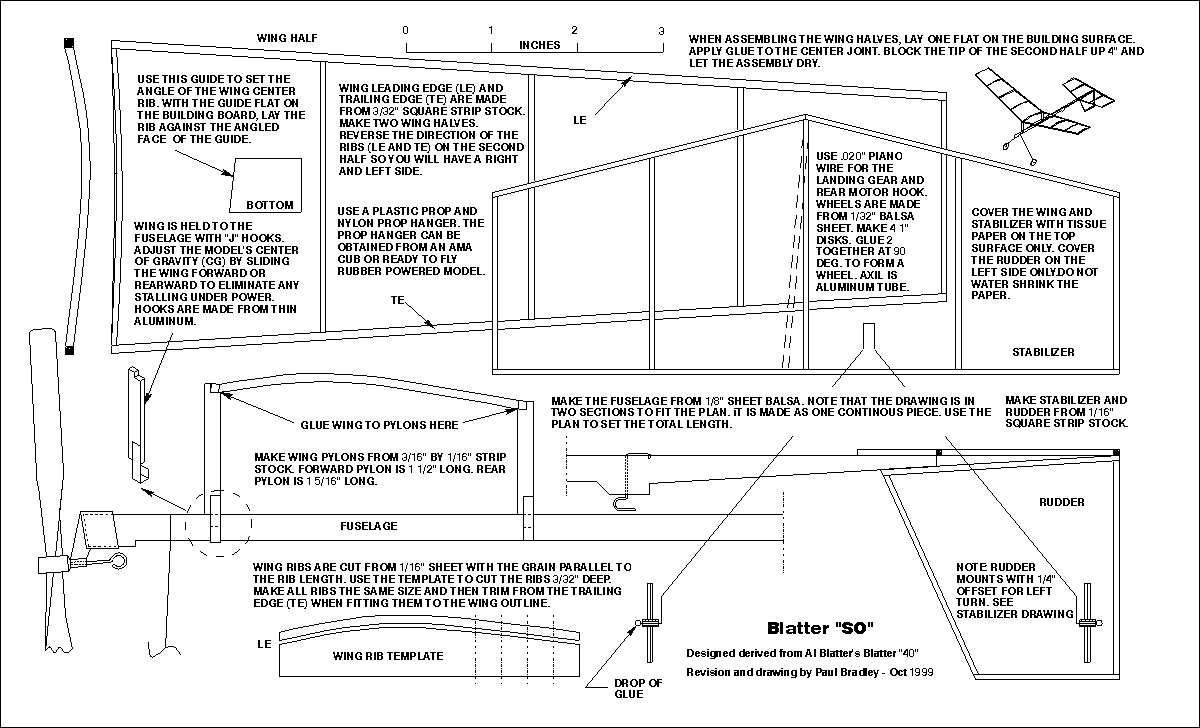 WING HALF
0 1 2 3
INCHES
WHEN ASSEMBLING THE WING HALVES, LAY ONE FLAT ON THE BUILDING SURFACE.
APPLY GLUE TO THE CENTER JOINT. BLOCK THE TIP OF THE SECOND HALF UP 4" AND
LET THE ASSEMBLY DRY.
USE THIS GUIDE TO SET THE
ANGLE OF THE WING CENTER
RIB. WITH THE GUIDE FLAT ON
THE BUILDING BOARD, LAY THE
RIB AGAINST THE ANGLED
FACE OF THE GUIDE.
BOTTOM
WING LEADING EDGE (LE) AND
TRAILING EDGE (TE) ARE MADE
FROM 3/32" SQUARE STRIP STOCK.
MAKE TWO WING HALVES.
REVERSE THE DIRECTION OF THE
RIBS (LE AND TE) ON THE SECOND
HALF SO YOU WILL HAVE A RIGHT
AND LEFT SIDE.
LE
USE A PLASTIC PROP AND
NYLON PROP HANGER. THE
PROP HANGER CAN BE
OBTAINED FROM AN AMA
CUB OR READY TO FLY
RUBBER POWERED MODEL.
TE
USE .020" PIANO
WIRE FOR THE
LANDING GEAR AND
REAR MOTOR HOOK.
WHEELS ARE MADE
FROM 1/32" BALSA
SHEET. MAKE 4 1"
DISKS. GLUE 2
TOGETHER AT 90
DEG. TO FORM A
WHEEL. AXIL IS
ALUMINUM TUBE.
COVER THE WING AND
STABILIZER WITH TISSUE
PAPER ON THE TOP
SURFACE ONLY. COVER
THE RUDDER ON THE
LEFT SIDE ONLY.DO NOT
WATER SHRINK THE
PAPER.
STABILIZER
WING IS HELD TO THE
FUSELAGE WITH "J" HOOKS.
ADJUST THE MODEL'S CENTER
OF GRAVITY (CG) BY SLIDING
THE WING FORWARD OR
REARWARD TO ELIMINATE ANY
STALLING UNDER POWER.
HOOKS ARE MADE FROM THIN
ALUMINUM.
GLUE WING TO PYLONS HERE
MAKE WING PYLONS FROM 3/16" BY 1/16" STRIP
STOCK. FORWARD PYLON IS 1 1/2" LONG. REAR
PYLON IS 1 5/16" LONG.
FUSELAGE
MAKE THE FUSELAGE FROM 1/8" SHEET BALSA. NOTE THAT THE DRAWING IS IN
TWO SECTIONS TO FIT THE PLAN. iT IS MADE AS ONE CONTINOUS PIECE. USE THE
PLAN TO SET THE TOTAL LENGTH.
MAKE STABILIZER AND
RUDDER FROM 1/16"
SQUARE STRIP STOCK.
RUDDER
NOTE RUDDER
MOUNTS WITH 1/4"
OFFSET FOR LEFT
TURN. SEE
STABILIZER DRAWING
WING RIBS ARE CUT FROM 1/16" SHEET WITH THE GRAIN PARALLEL TO
THE RIB LENGTH. USE THE TEMPLATE TO CUT THE RIBS 3/32" DEEP.
MAKE ALL RIBS THE SAME SIZE AND THEN TRIM FROM THE TRAILING
EDGE (TE) WHEN FITTING THEM TO THE WING OUTLINE.
LE
WING RIB TEMPLATE
DROP OF
GLUE
Blatter "SO"
Designed derived from Al Blatter's Blatter "40"
Revision and drawing by Paul Bradley - Oct 1999